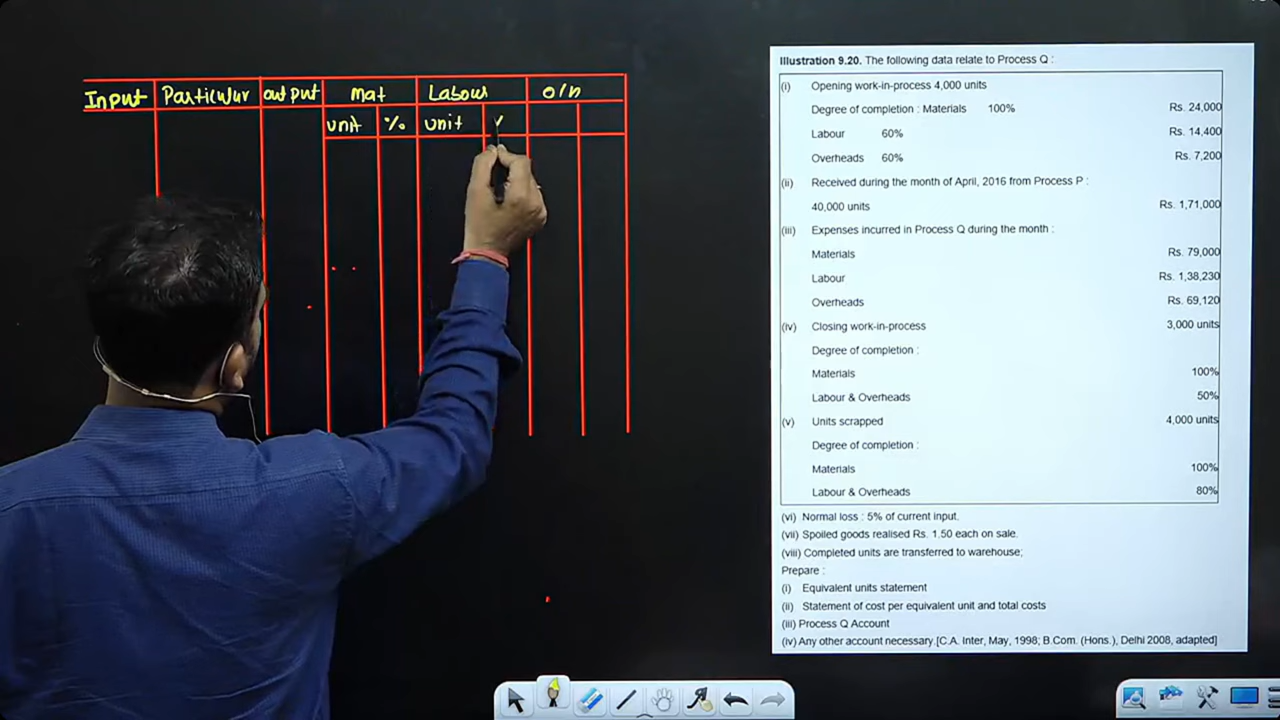 Input Particular output Mat Labour O/H
Unit % Unit
Illustration 9.20. The following data relate to Process Q :
(i) Opening work-in-process 4,000 units
Degree of completion : Materials 100% Rs. 24,000
Labour 60% Rs. 14,400
Overheads 60% Rs. 7,200
(ii) Received during the month of April, 2016 from Process P :
40,000 units Rs. 1,71,000
(iii) Expenses incurred in Process Q during the month :
Materials Rs. 79,000
Labour Rs. 1,38,230
Overheads Rs. 69,120
(iv) Closing work-in-process 3,000 units
Degree of completion :
Materials 100%
Labour & Overheads 50%
(v) Units scrapped 4,000 units
Degree of completion :
Materials 100%
Labour & Overheads 80%
(vi) Normal loss : 5% of current input.
(vii) Spoiled goods realised Rs. 1.50 each on sale.
(viii) Completed units are transferred to warehouse;
Prepare :
(i) Equivalent units statement
(ii) Statement of cost per equivalent unit and total costs
(iii) Process Q Account
(iv) Any other account necessary.[C.A. Inter, May, 1998; B.Com. (Hons.), Delhi 2008, adapted]